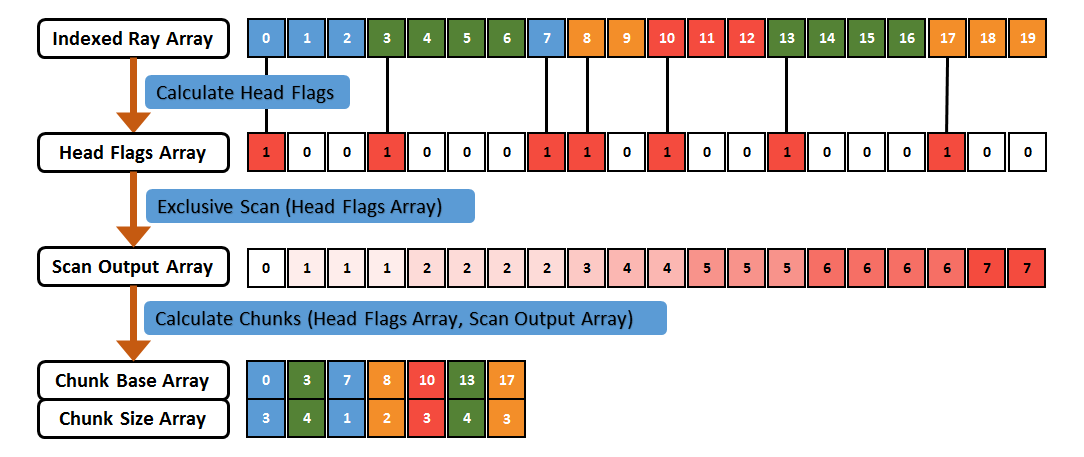 Indexed Ray Array 0 1 2 3 4 5 6 7 8 9 10 11 12 13 14 15 16 17 18 19
Calculate Head Flags
Head Flags Array 1 0 0 1 0 0 0 1 1 0 1 0 0 1 0 0 0 1 0 0
Exclusive Scan (Head Flags Array)
Scan Output Array 0 1 1 1 2 2 2 2 3 4 4 5 5 5 6 6 6 6 7 7
Calculate Chunks (Head Flags Array, Scan Output Array)
Chunk Base Array 0 3 7 8 10 13 17
Chunk Size Array 3 4 1 2 3 4 3